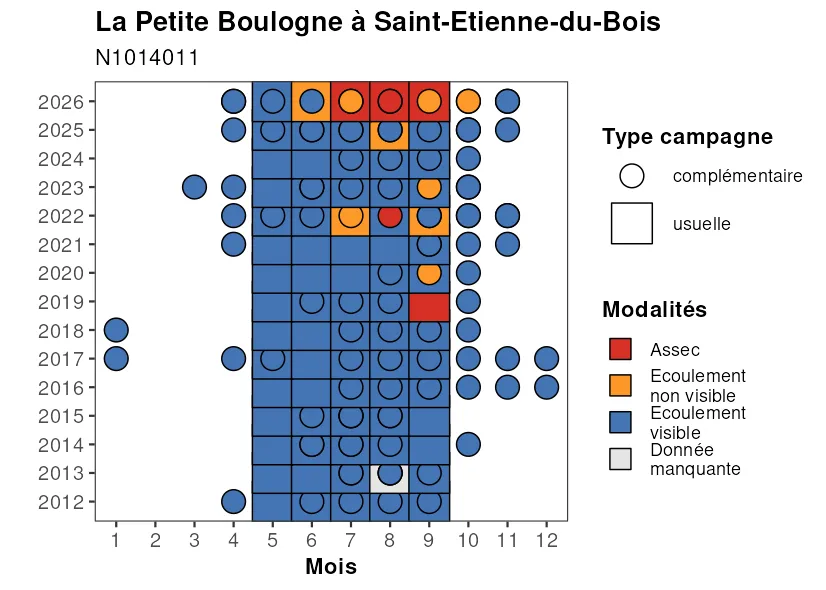 La Petite Boulogne à Saint-Etienne-du-Bois
N1014011
2026
2025
2024
2023
2022
2021
2020
2019
2018
2017
2016
2015
2014
2013
2012
1 2 3 4 5 6 7 8 9 10 11 12
Mois
Type campagne
complémentaire
usuelle
Modalités
Assec
Ecoulement
non visible
Ecoulement
visible
Donnée
manquante